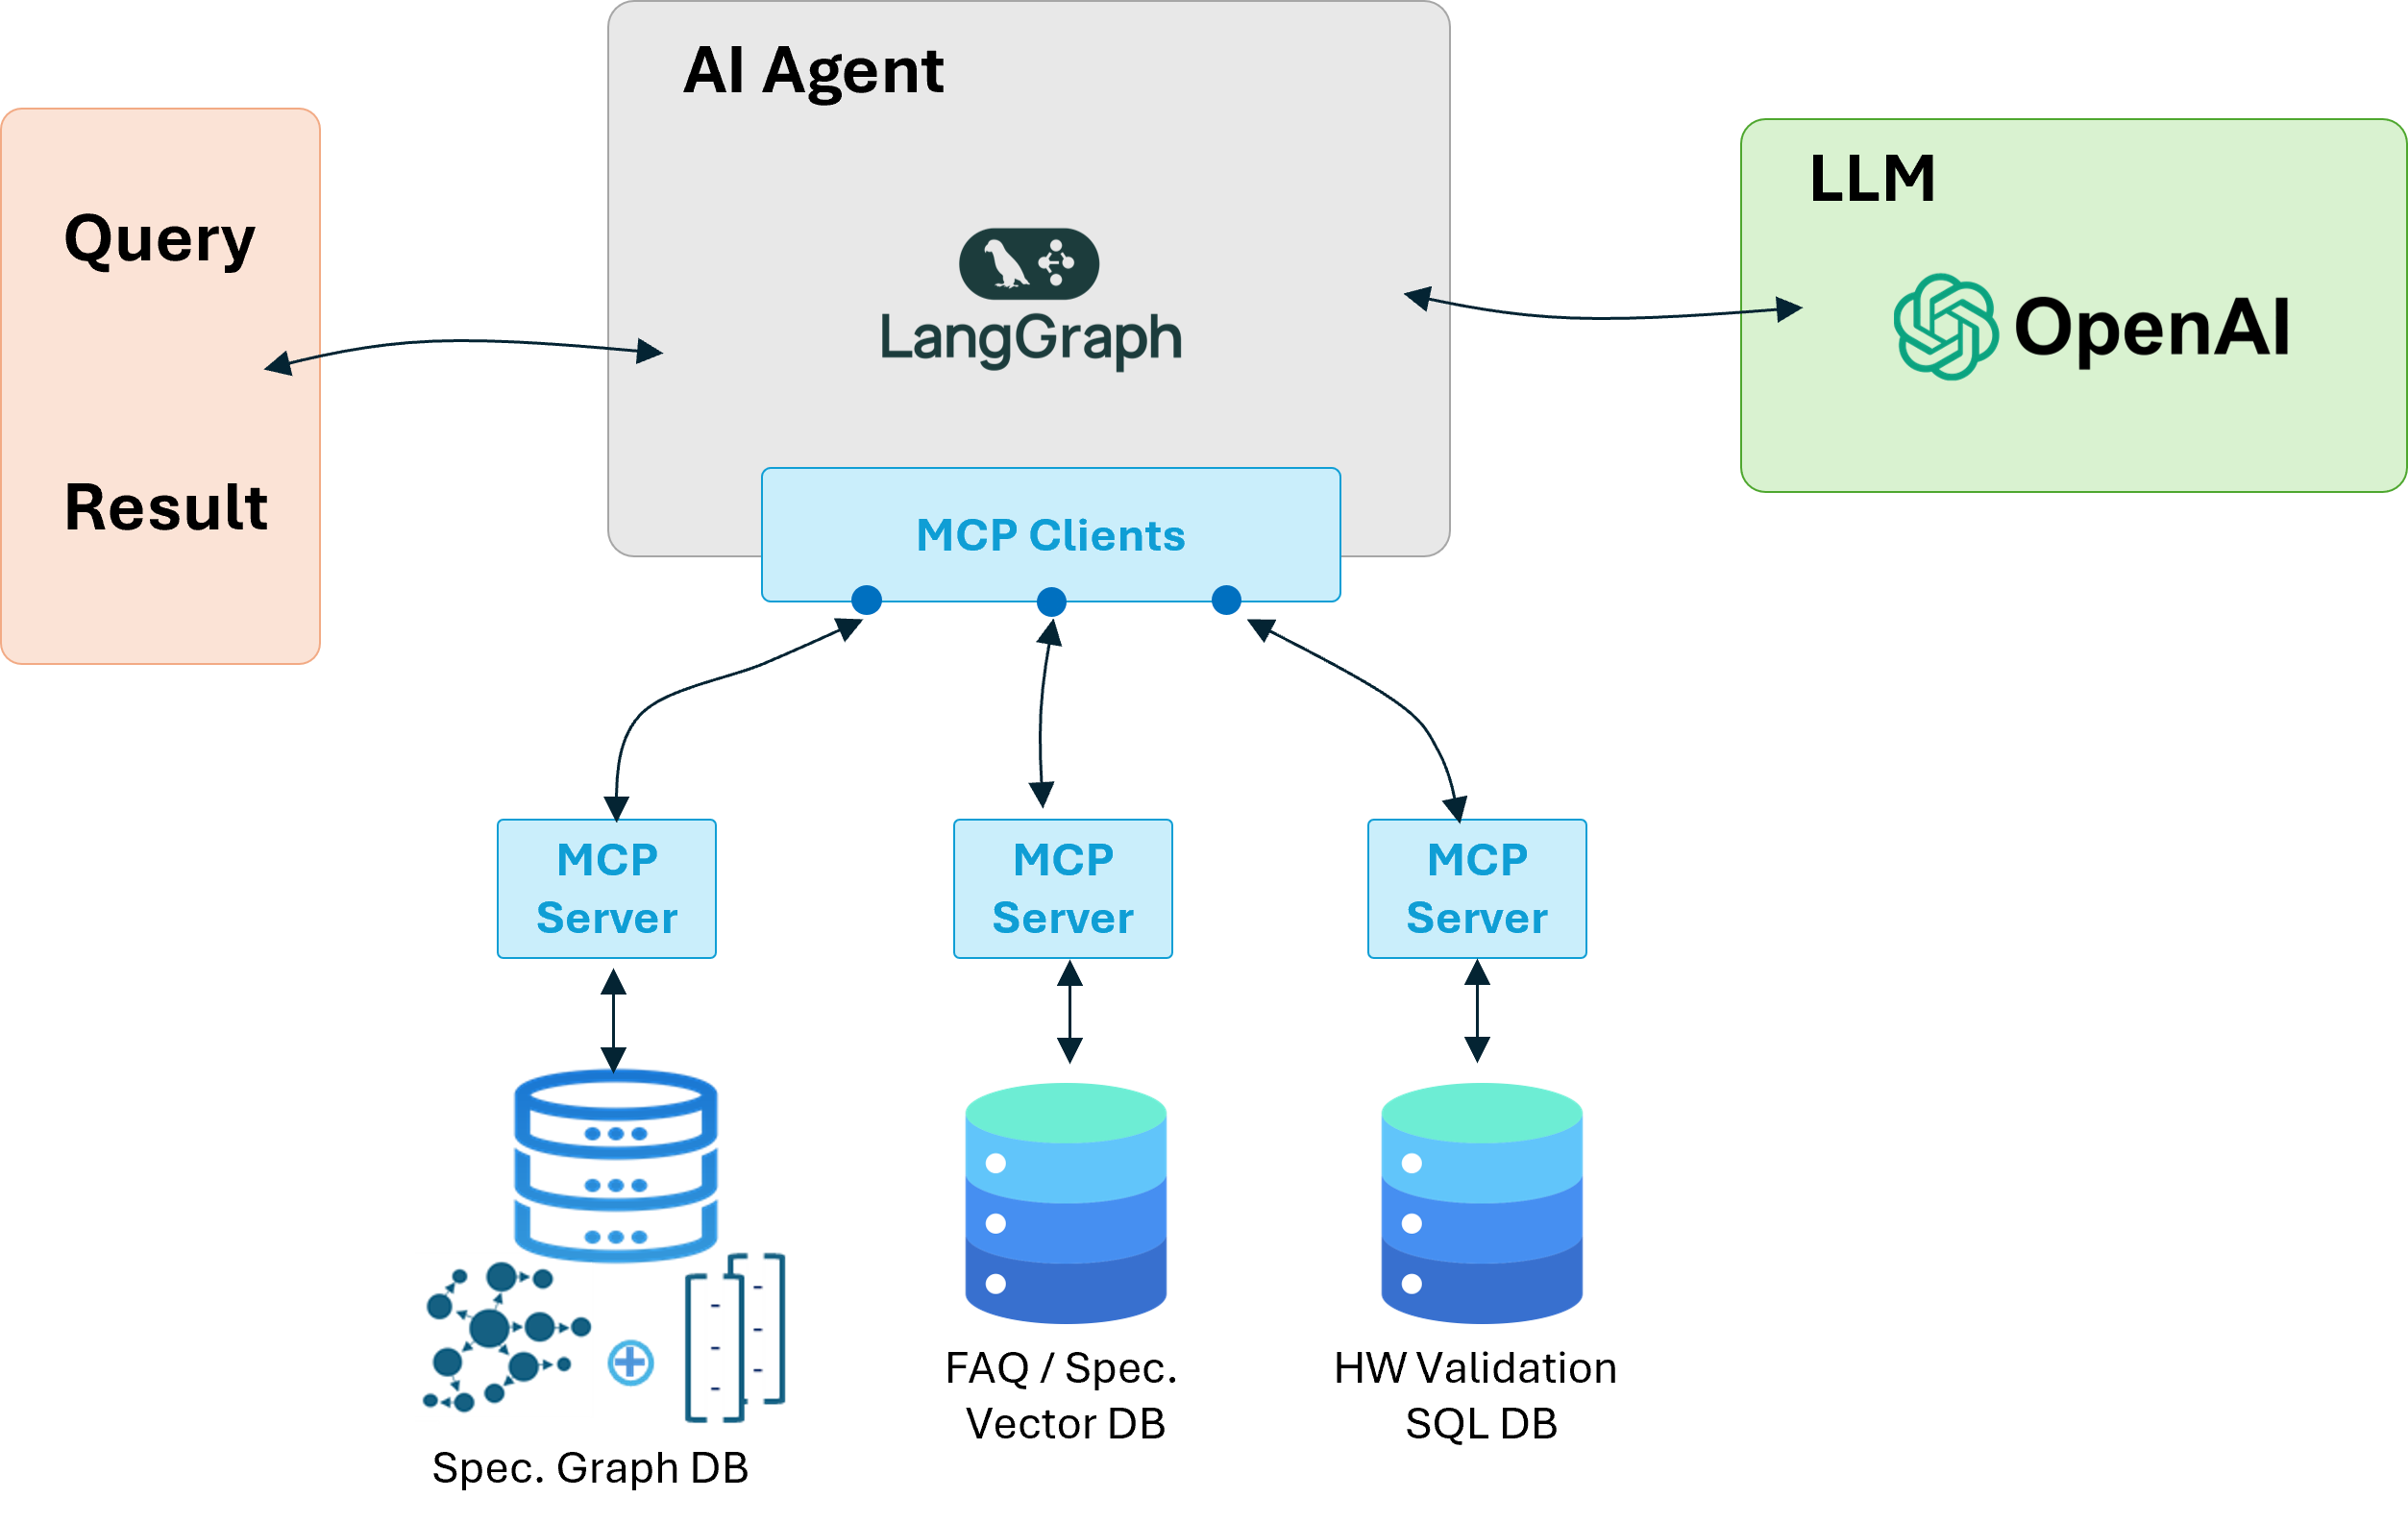 AI Agent
Query
Result
LangGraph
LLM
OpenAI
MCP Clients
MCP
Server
MCP
Server
MCP
Server
Spec. Graph DB
FAQ / Spec.
Vector DB
HW Validation
SQL DB